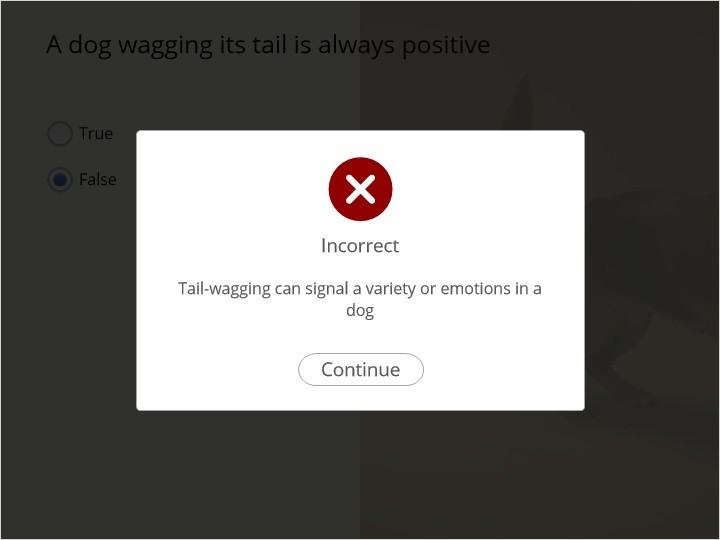 A dog wagging its tail is always positive
True
False
Incorrect
Tail-wagging can signal a variety or emotions in a
dog
Continue